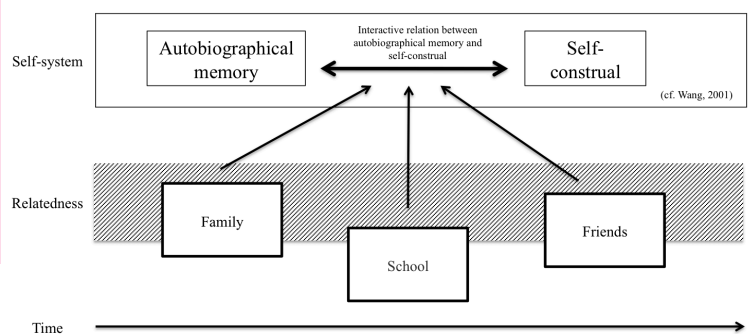 Interactive relation between
autobiographical memory and
self-construal
Self-system
Autobiographical
memory
Self-
construal
(cf. Wang, 2001)
Relatedness
Family
School
Friends
Time